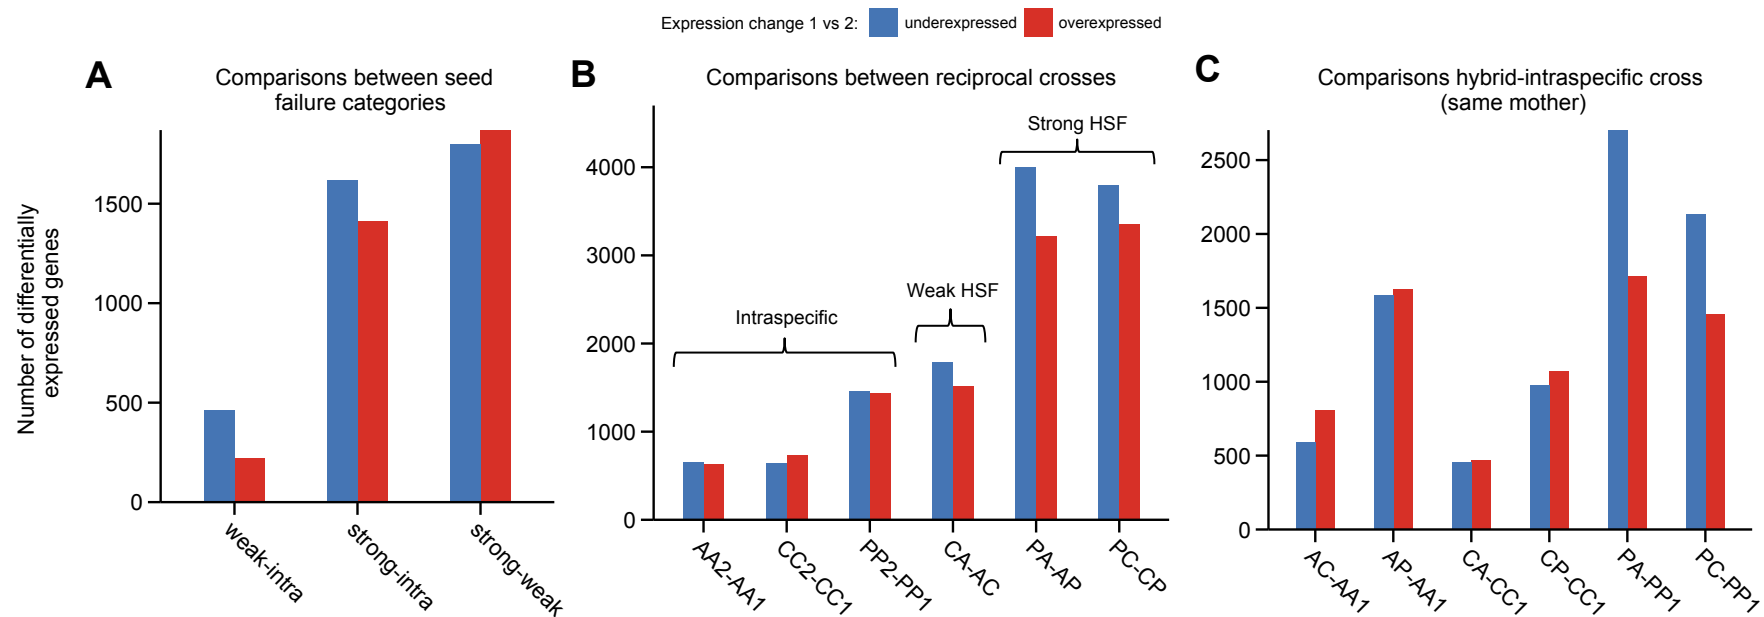 Expression change 1 vs 2: underexpressed overexpressed
A
Comparisons between seed
failure categories
Number of differentially
expressed genes
1500
1000
500
0
weak-intra
strong-intra
strong-weak
B
Comparisons between reciprocal crosses
Strong HSF
Weak HSF
Intraspecific
4000
3000
2000
1000
0
AA2-AA1
CC2-CC1
PP2-PP1
CA-AC
PA-AP
PC-CP
C
Comparisons hybrid-intraspecific cross
(same mother)
2500
2000
1500
1000
500
0
AC-AA1
AP-AA1
CA-CC1
CP-CC1
PA-PP1
PC-PP1